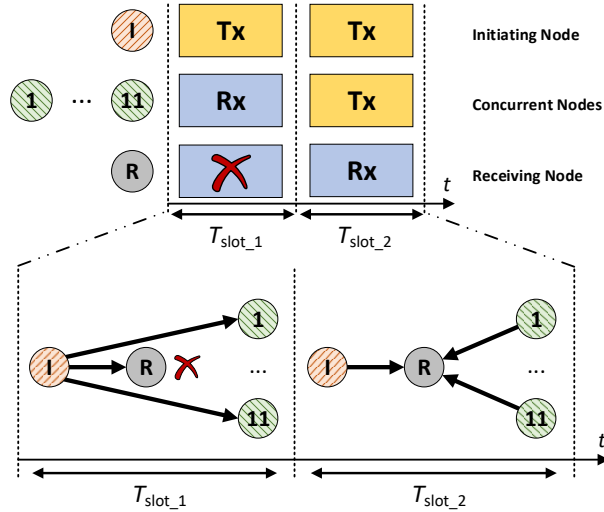 I Tx Tx Initiating Node
1 ... 11 Rx Tx Concurrent Nodes
R Rx Receiving Node
t
Tslot_1 Tslot_2
1 1
I R ... I R ...
11 11
t
Tslot_1 Tslot_2